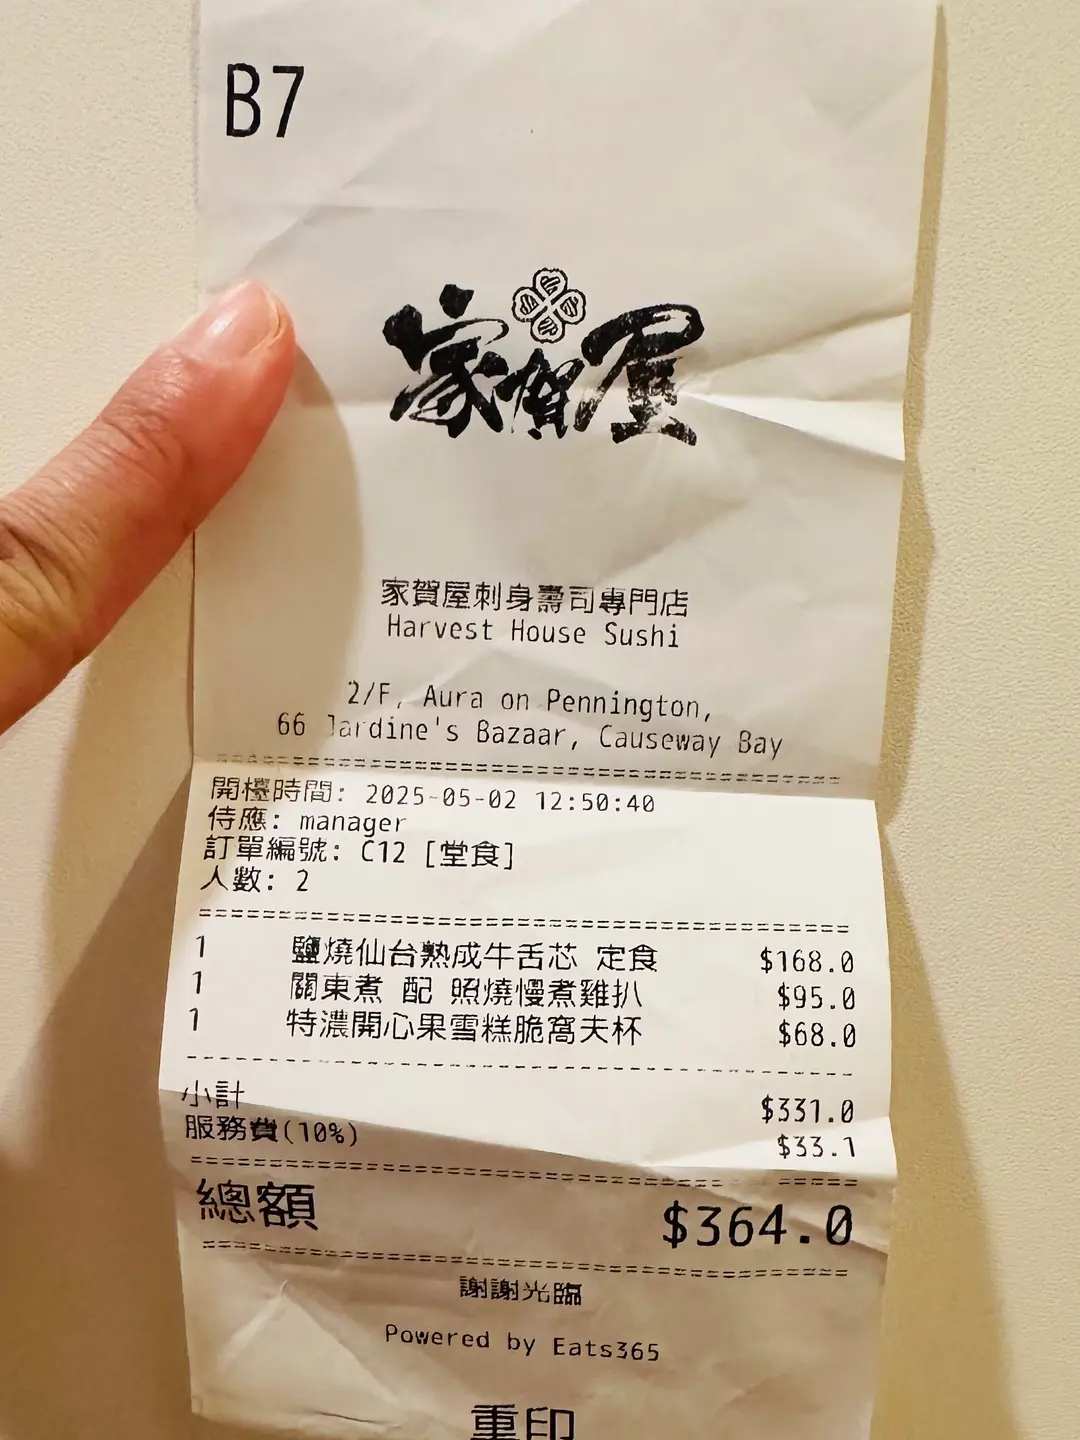 B7
家賀屋
家賀屋刺身壽司專門店
Harvest House Sushi
2/F, Aura on Pennington,
66 Jardine's Bazaar, Causeway Bay
開檯時間: 2025-05-02 12:50:40
侍應: manager
訂單編號: C12 [堂食]
人數: 2
1 鹽燒仙台熟成牛舌芯 定食 $168.0
1 關東煮 配 照燒慢煮雞扒 $95.0
1 特濃開心果雪糕脆窩夫杯 $68.0
小計 $331.0
服務費(10%) $33.1
總額 $364.0
謝謝光臨
Powered by Eats365
重印